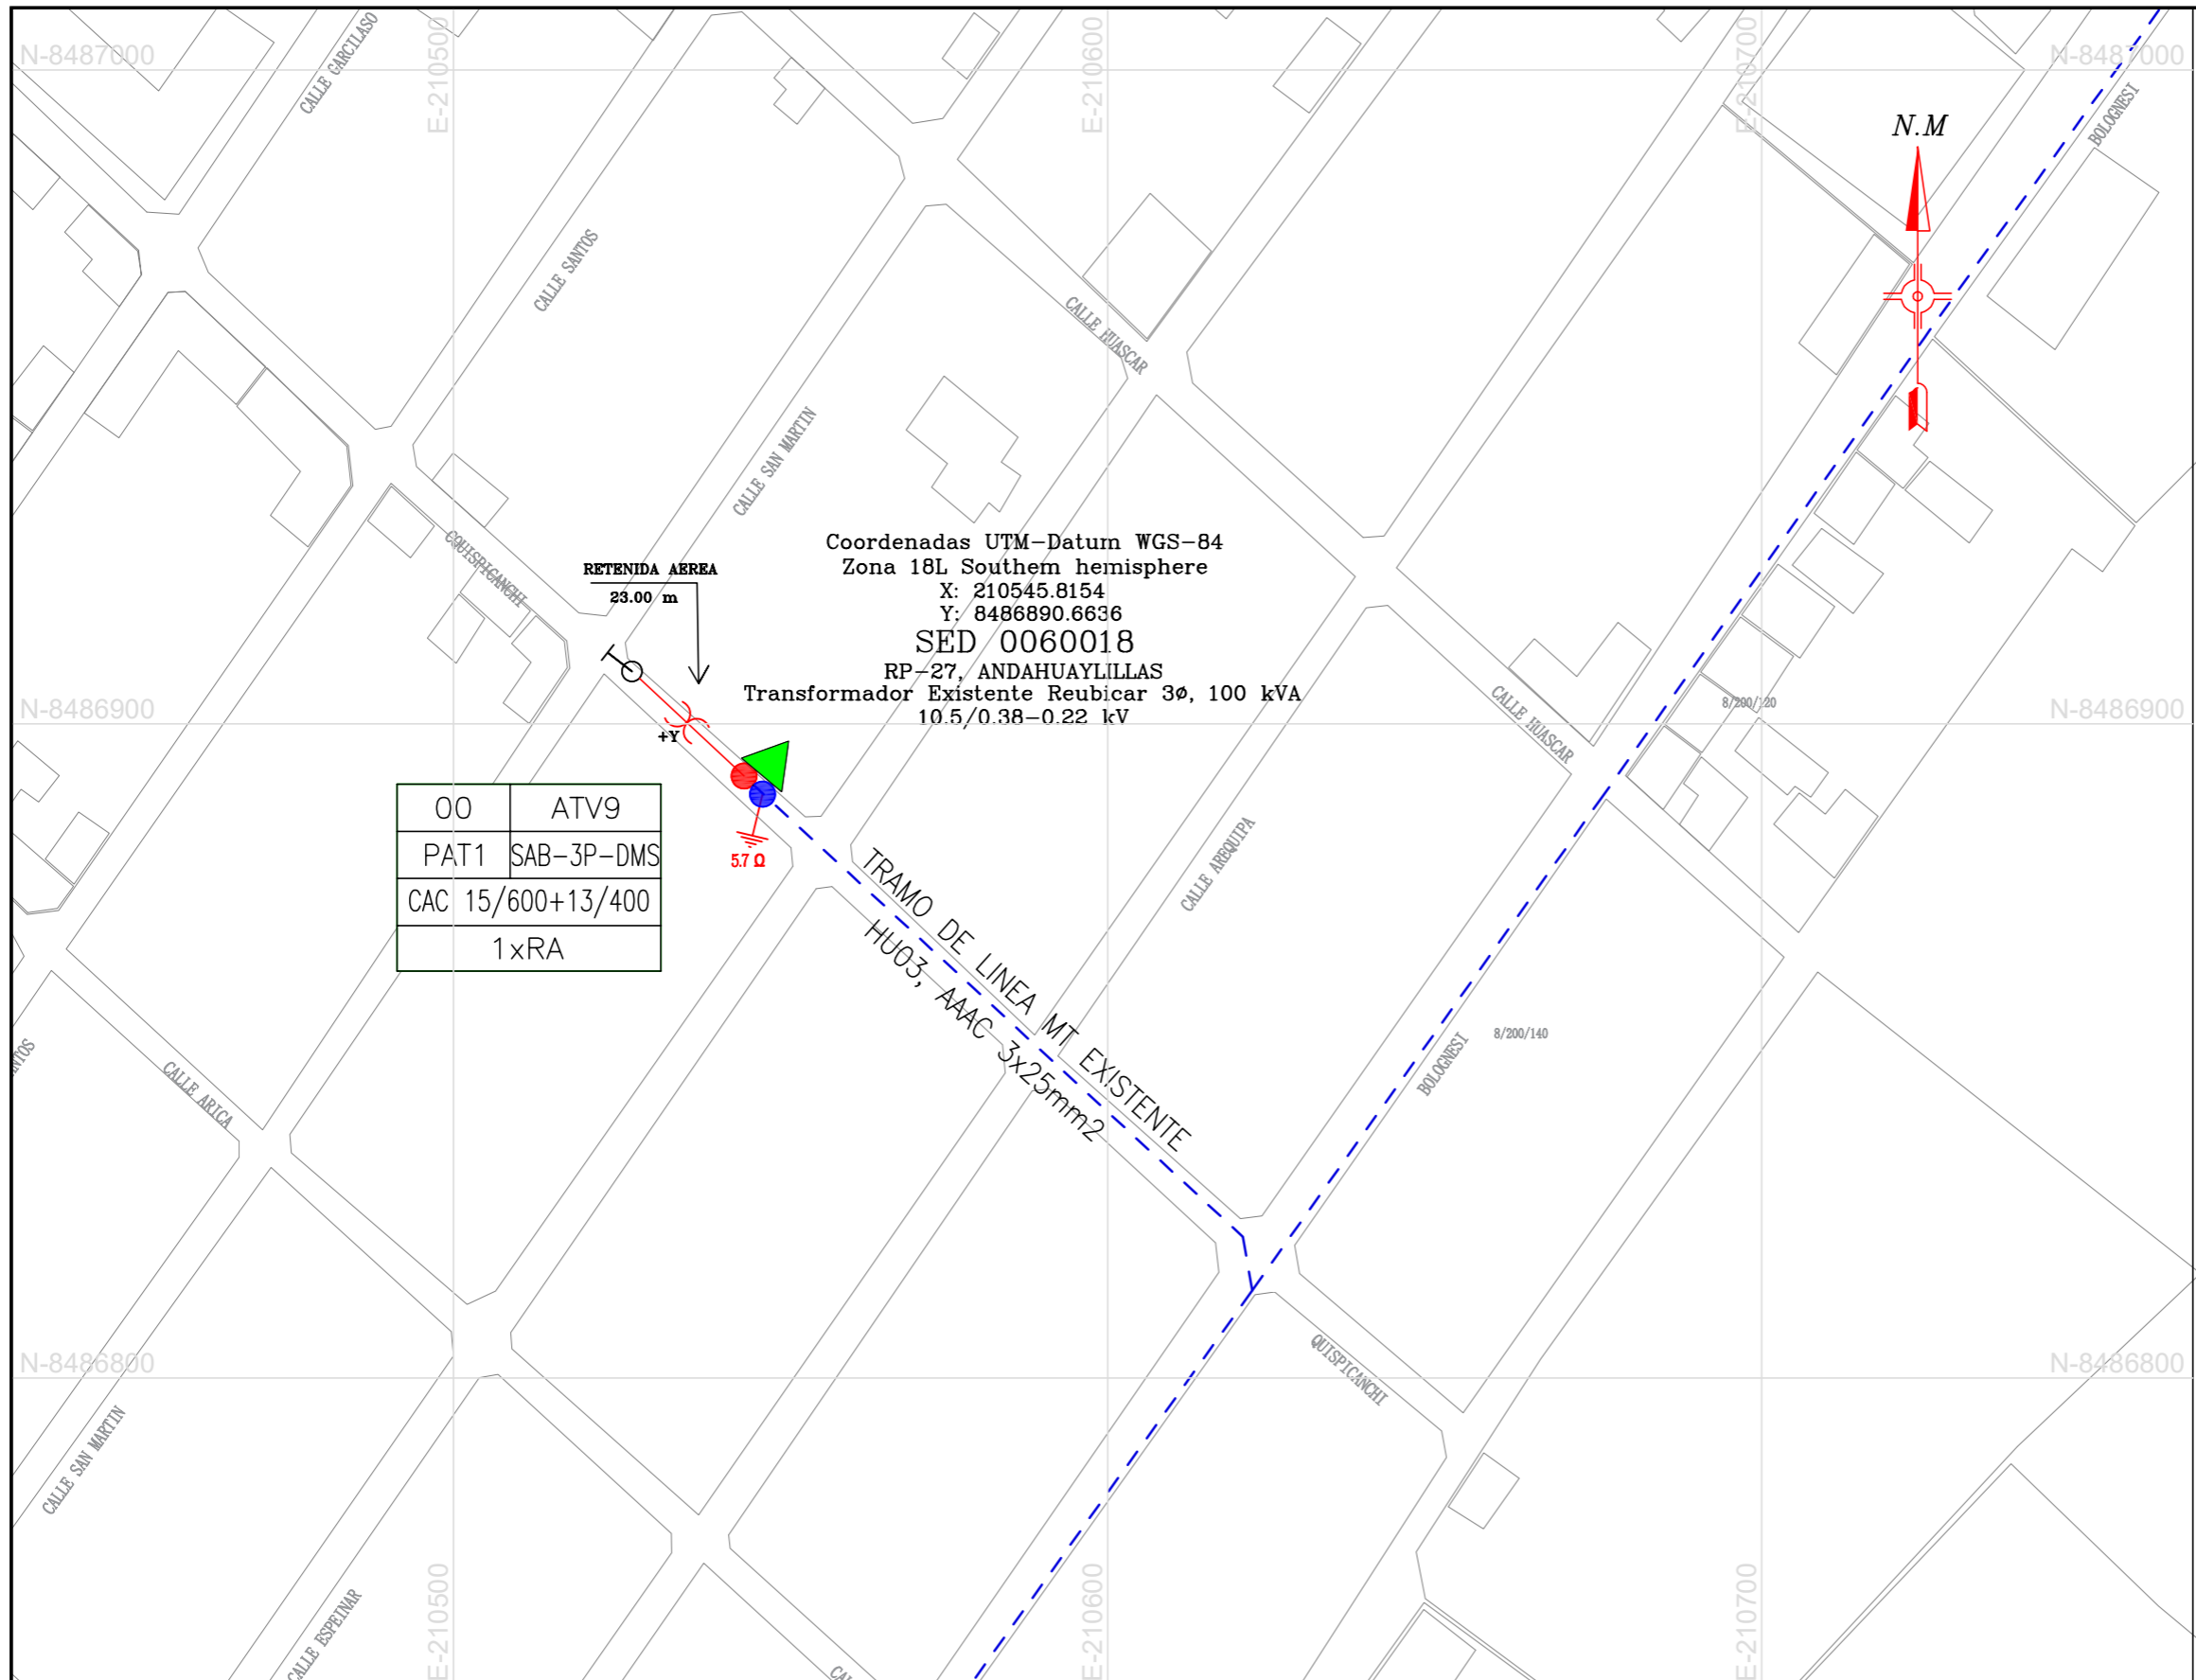 N-8487000
CALLE GARCILASO
E-210500
E-210600
E-210700
N-8487000
BOLOGNESI
N.M
CALLE SANTOS
CALLE HUASCAR
CALLE SAN MARTIN
CQUISPICANCHI
RETENIDA AEREA
23.00 m
Coordenadas UTM-Datum WGS-84
Zona 18L Southem hemisphere
X: 210545.8154
Y: 8486890.6636
SED 0060018
RP-27, ANDAHUAYLILLAS
Transformador Existente Reubicar 3ø, 100 kVA
10.5/0.38-0.22 kV
N-8486900
+Y
CALLE HUASCAR
8/200/120
N-8486900
00 ATV9
PAT1 SAB-3P-DMS
CAC 15/600+13/400
1xRA
5.7 Ω
CALLE AREQUIPA
TRAMO DE LINEA MT EXISTENTE
HU03, AAAC 3x25mm2
BOLOGNESI
8/200/140
NTOS
CALLE ARICA
N-8486800
QUISPICANCHI
N-8486800
CALLE SAN MARTIN
CALLE ESPEINAR
E-210500
E-210600
E-210700